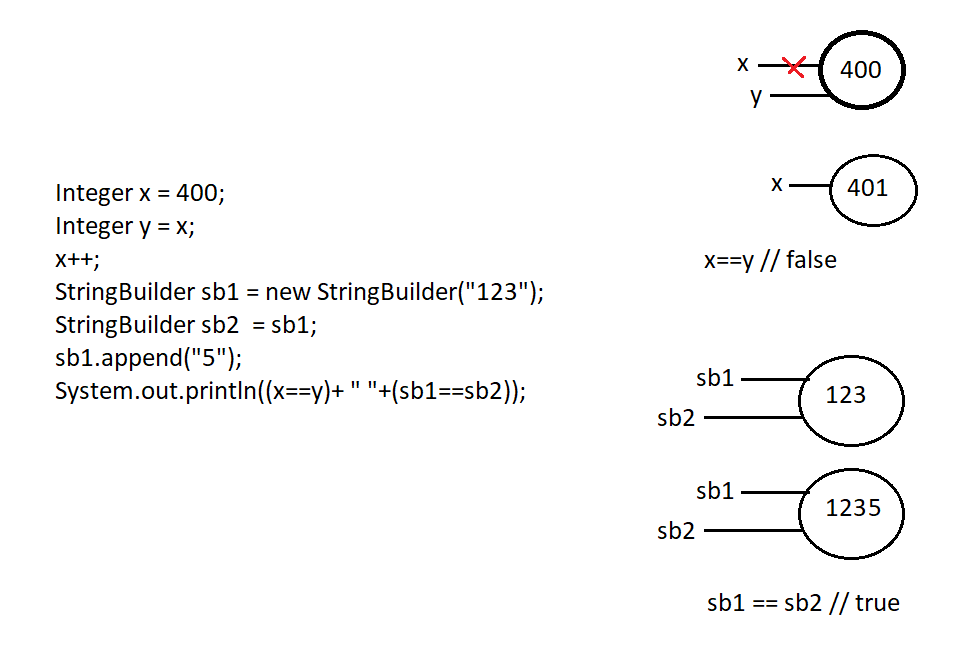 Integer x = 400;
Integer y = x;
x++;
StringBuilder sb1 = new StringBuilder("123");
StringBuilder sb2  = sb1;
sb1.append("5");
System.out.println((x==y)+ " "+(sb1==sb2));
x
400
y
x
401
x==y // false
sb1
123
sb2
sb1
1235
sb2
sb1 == sb2 // true